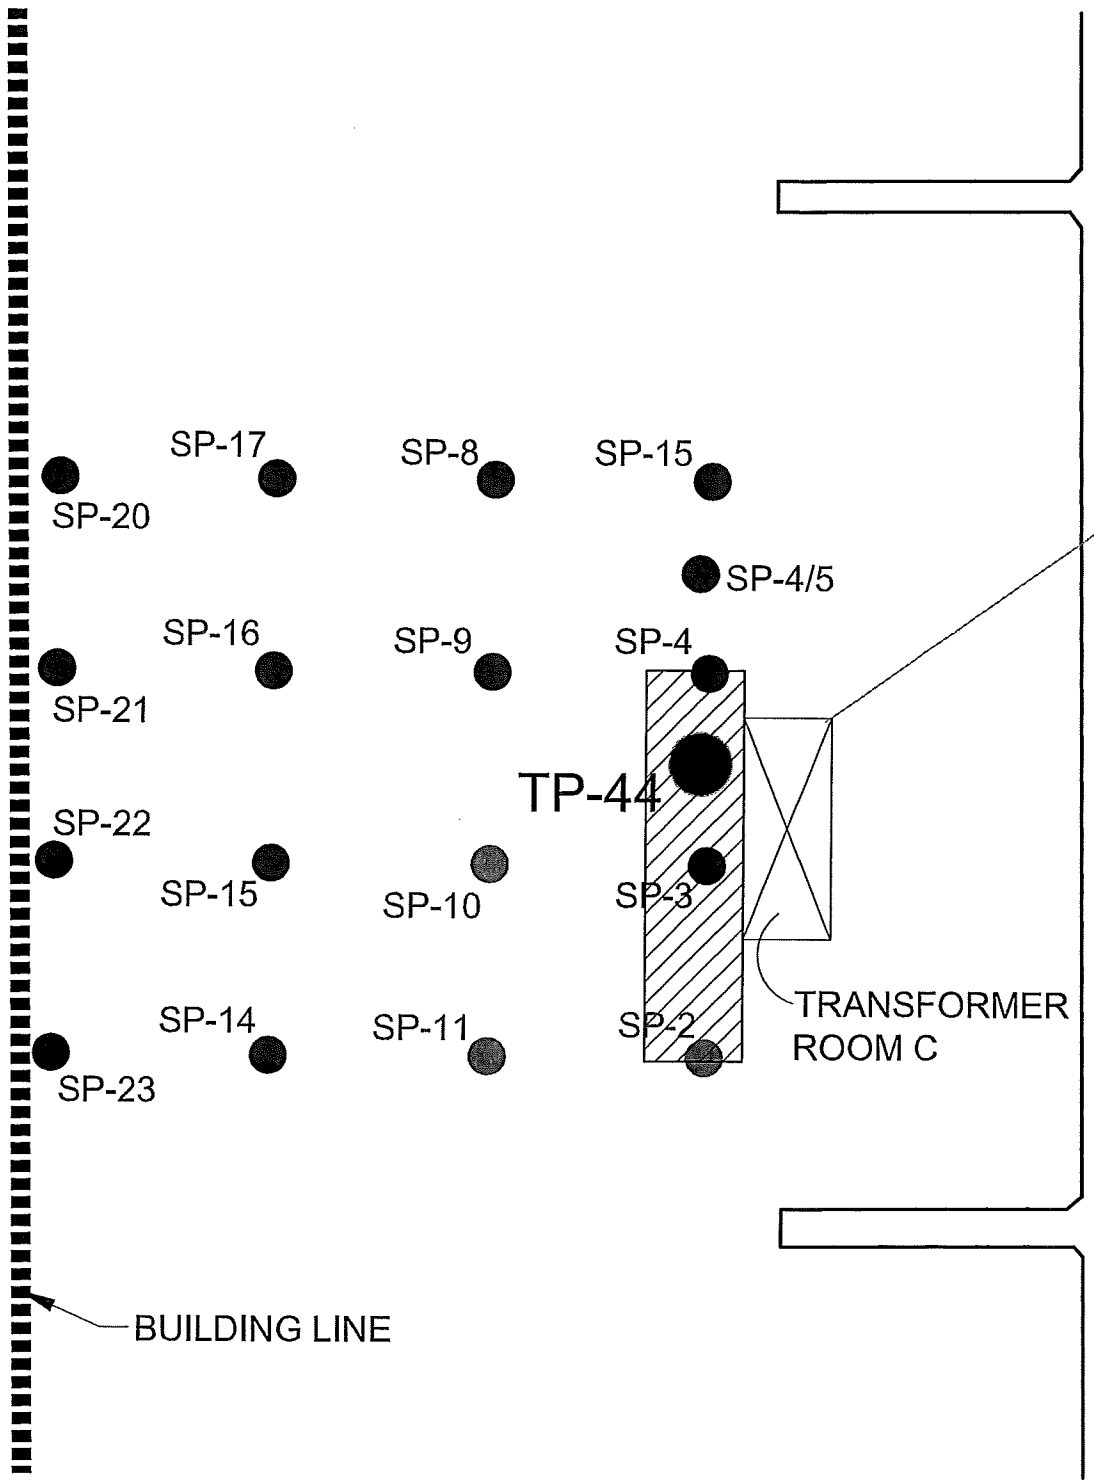 SP-17
SP-8
SP-15
SP-20
SP-4/5
SP-16
SP-9
SP-4
SP-21
TP-44
SP-22
SP-15
SP-10
SP-3
SP-14
SP-11
SP-2
TRANSFORMER
ROOM C
SP-23
BUILDING LINE